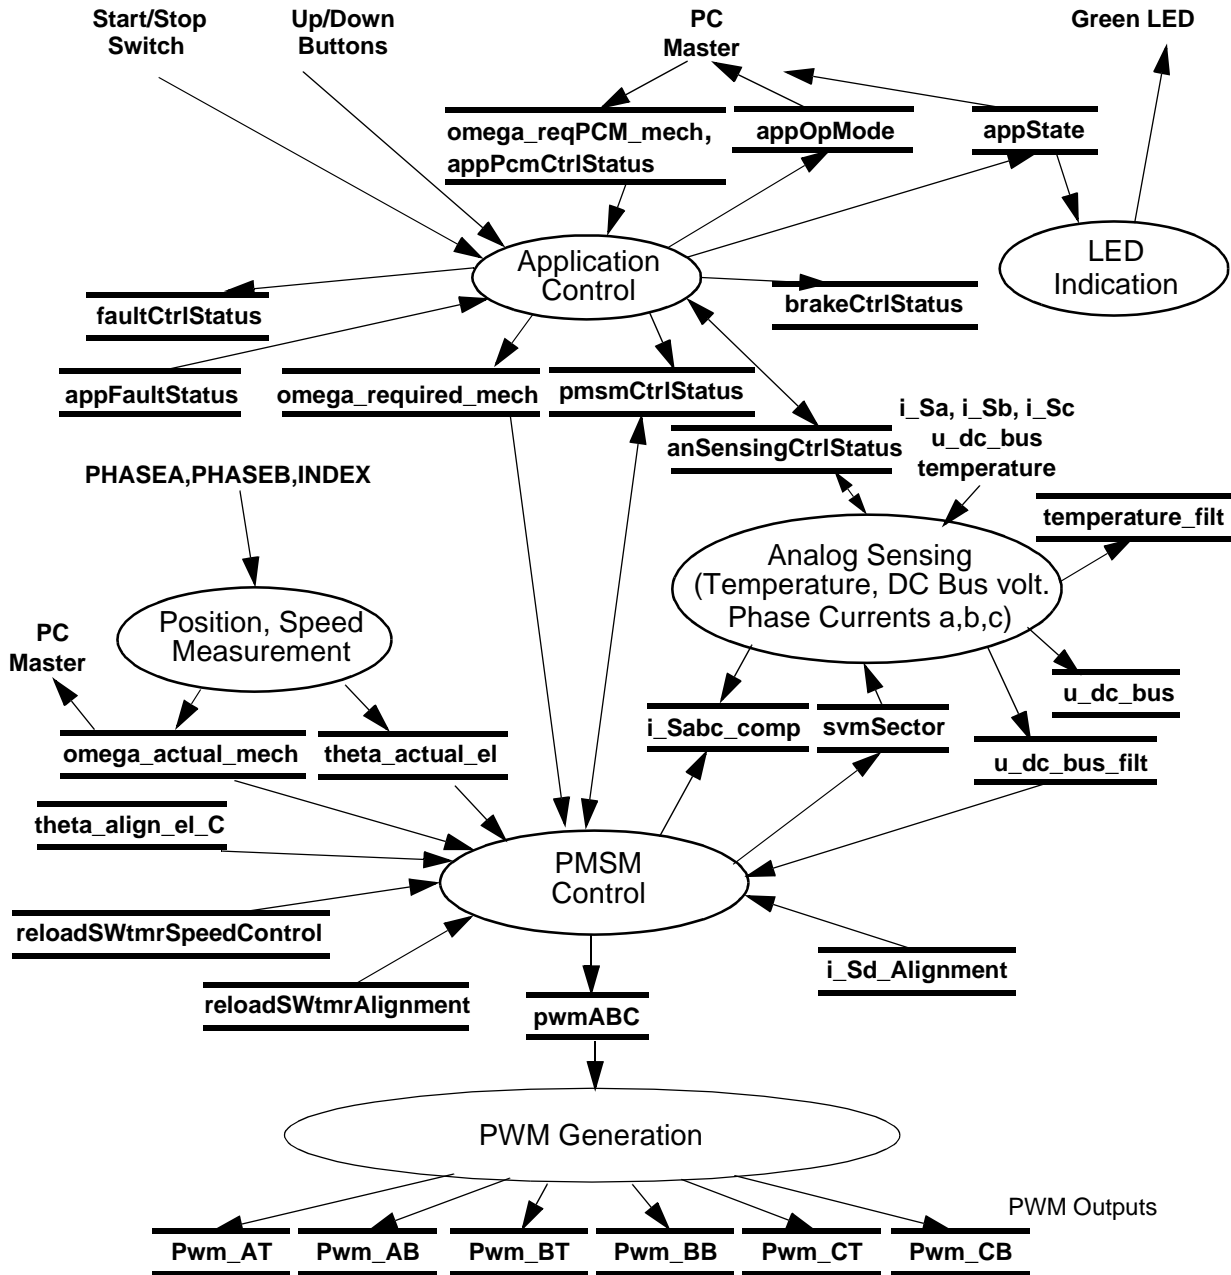 Start/Stop
Switch
Up/Down
Buttons
PC
Master
Green LED
omega_reqPCM_mech,
appPcmCtrlStatus
appOpMode
appState
Application
Control
LED
Indication
faultCtrlStatus
brakeCtrlStatus
appFaultStatus
omega_required_mech
pmsmCtrlStatus
anSensingCtrlStatus
i_Sa, i_Sb, i_Sc
u_dc_bus
temperature
PHASEA,PHASEB,INDEX
temperature_filt
Analog Sensing
(Temperature, DC Bus volt.
Phase Currents a,b,c)
Position, Speed
Measurement
PC
Master
u_dc_bus
i_Sabc_comp
svmSector
omega_actual_mech
theta_actual_el
u_dc_bus_filt
theta_align_el_C
PMSM
Control
reloadSWtmrSpeedControl
i_Sd_Alignment
reloadSWtmrAlignment
pwmABC
PWM Generation
PWM Outputs
Pwm_AT
Pwm_AB
Pwm_BT
Pwm_BB
Pwm_CT
Pwm_CB